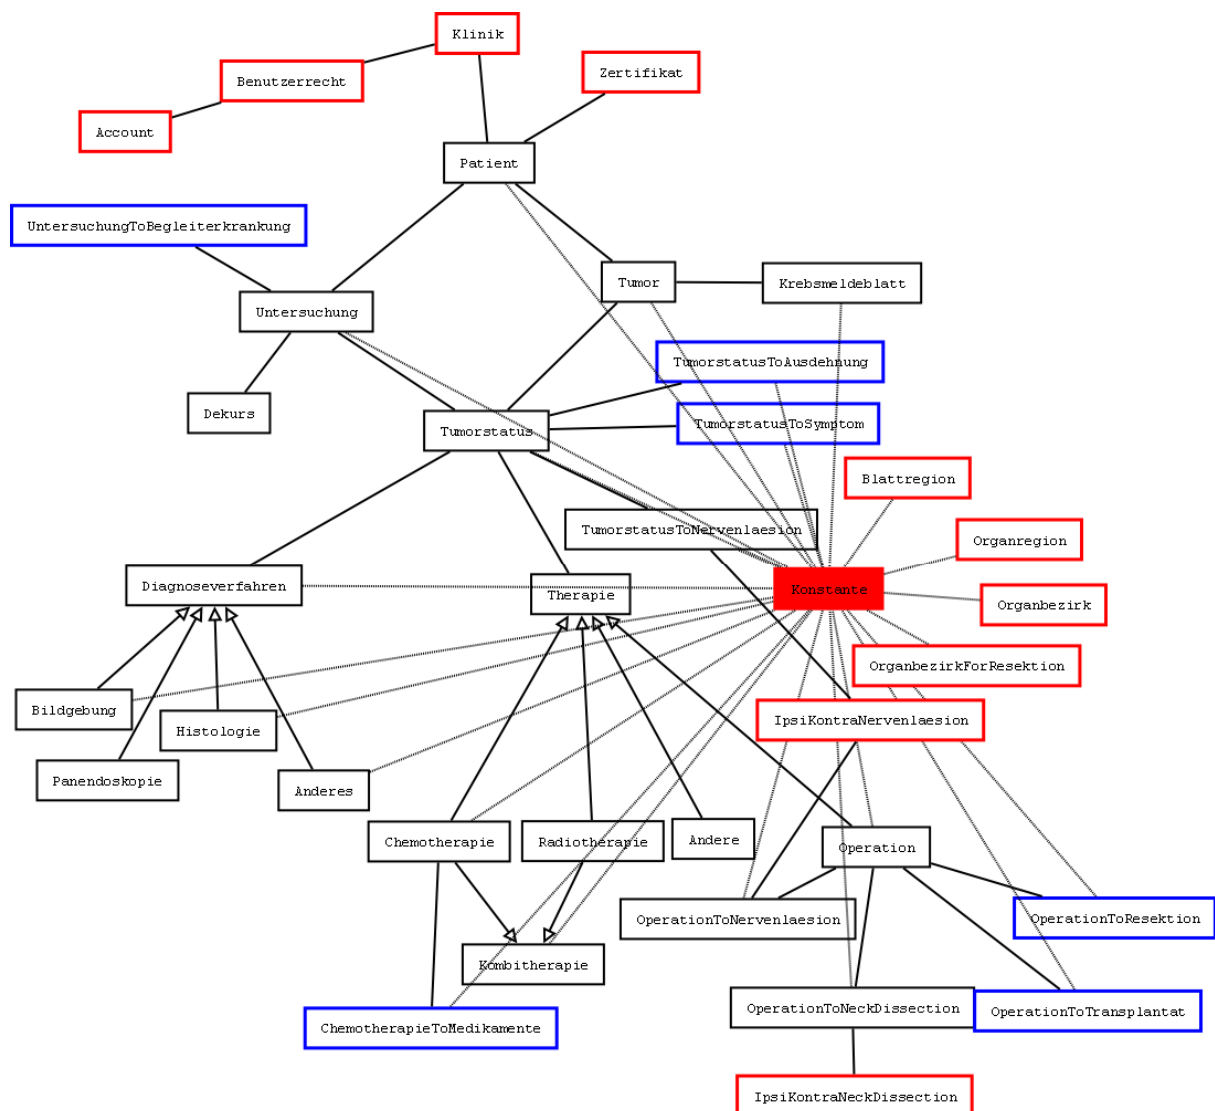 Klinik
Zertifikat
Benutzerrecht
Account
Patient
UntersuchungToBegleiterkrankung
Tumor
Krebsmeldeblatt
Untersuchung
TumorstatusToAusdehnung
Dekurs
TumorstatusToSymptom
Tumorstatus
Blattregion
TumorstatusToNervenlaesion
Organregion
Diagnoseverfahren
Therapie
Konstante
Organbezirk
OrganbezirkForResektion
Bildgebung
Histologie
IpsiKontraNervenlaesion
Panendoskopie
Anderes
Chemotherapie
Radiotherapie
Andere
Operation
OperationToNervenlaesion
OperationToResektion
Kombitherapie
OperationToNeckDissection
OperationToTransplantat
ChemotherapieToMedikamente
IpsiKontraNeckDissection